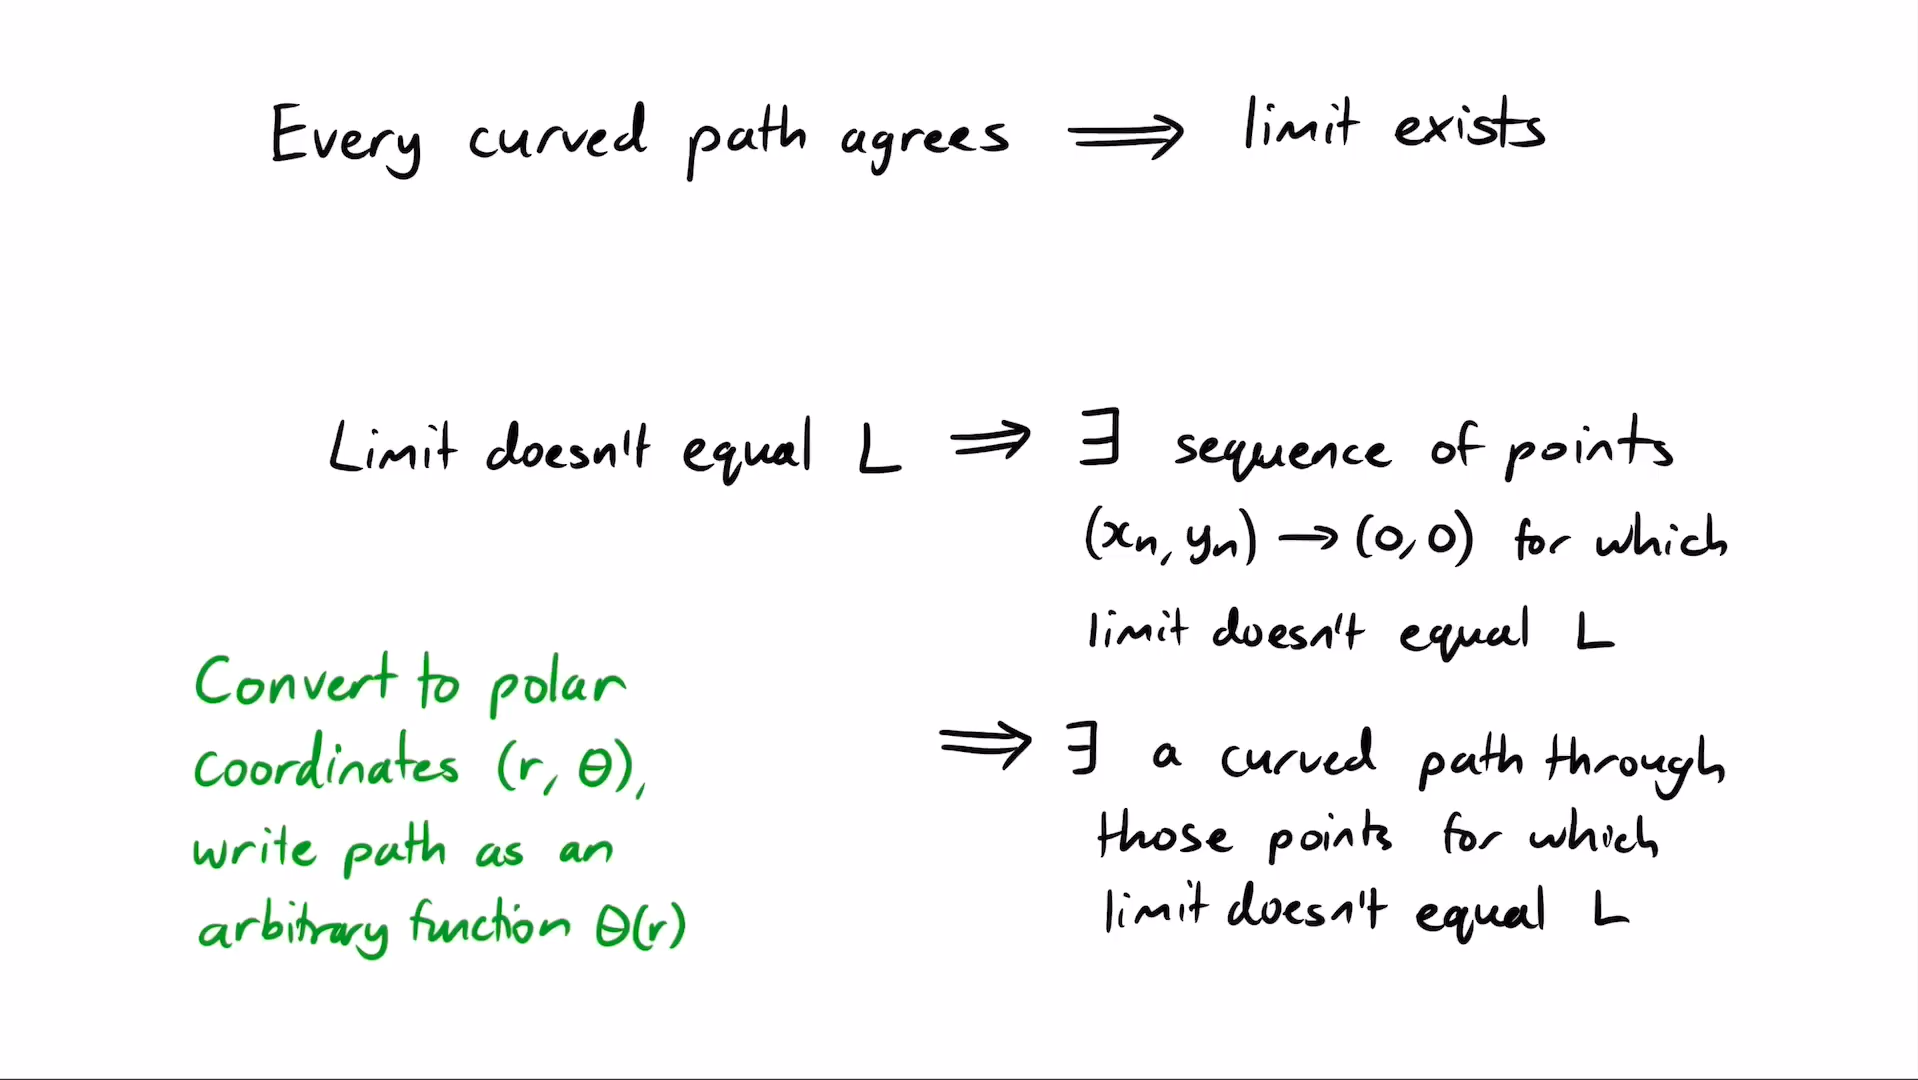 Every curved path agrees ⟹ limit exists
Limit doesn't equal L ⟹ ∃ sequence of points
(xₙ, yₙ) → (0,0) for which
limit doesn't equal L
Convert to polar
coordinates (r, θ),
write path as an
arbitrary function θ(r)
⟹ ∃ a curved path through
those points for which
limit doesn't equal L